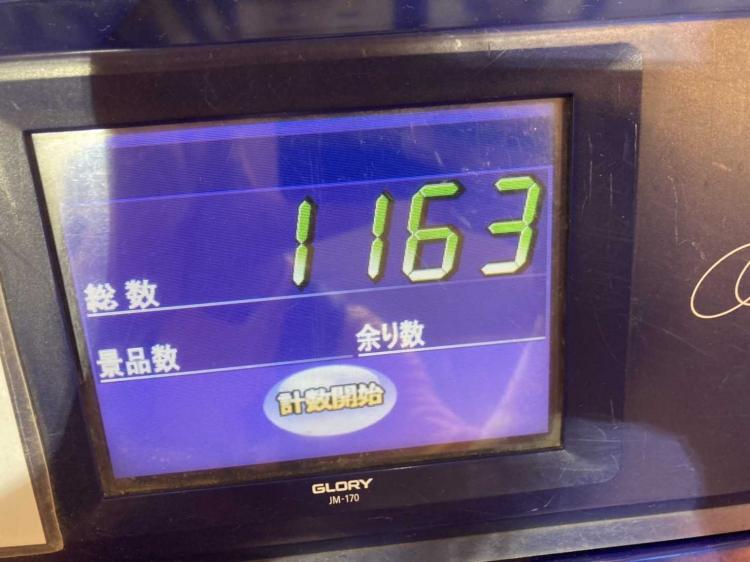 1163
総数
景品数
余り数
計数開始
GLORY
JM-170